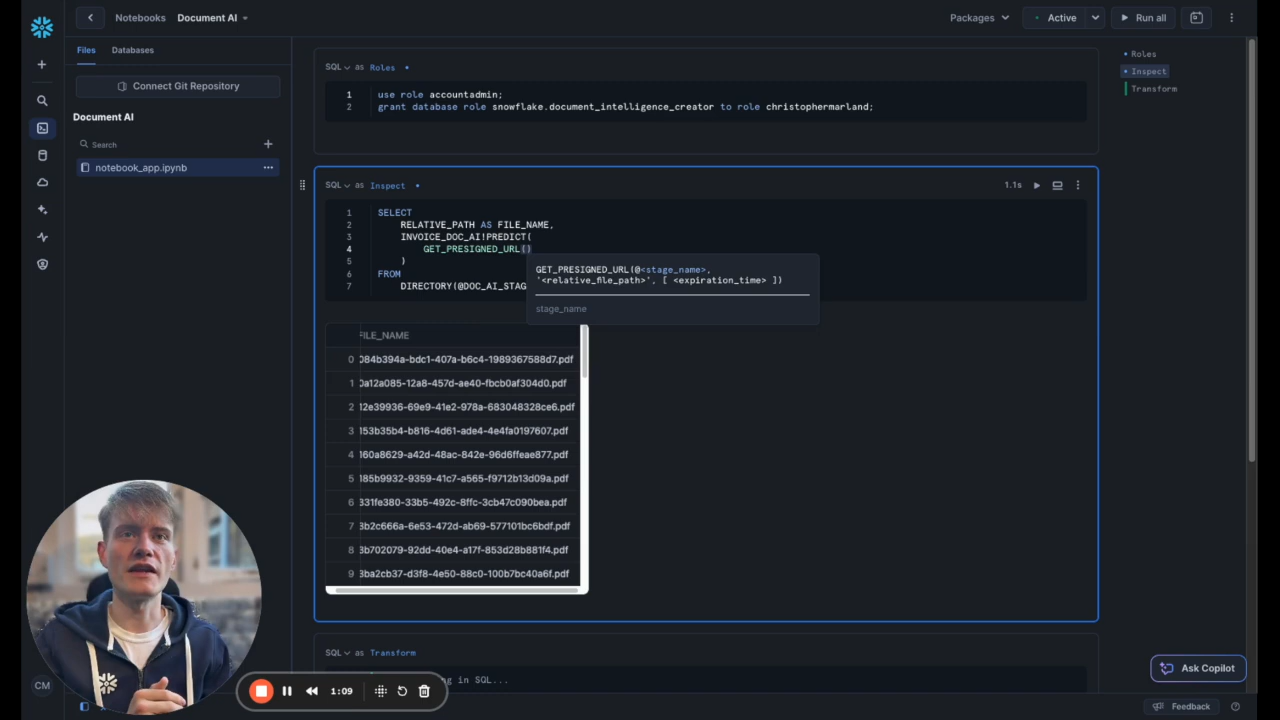 Notebooks
Document AI
Packages
Active
Run all
Files
Databases
Connect Git Repository
Document AI
Search
notebook_app.ipynb
SQL as Roles
1 use role accountadmin;
2 grant database role snowflake.document_intelligence_creator to role christophermarland;
Roles
Inspect
Transform
SQL as Inspect
1.1s
1 SELECT
2 RELATIVE_PATH AS FILE_NAME,
3 INVOICE_DOC_AI!PREDICT(
4 GET_PRESIGNED_URL()
5 )
6 FROM
7 DIRECTORY(@DOC_AI_STAG
GET_PRESIGNED_URL(@<stage_name>,
'<relative_file_path>', [ <expiration_time> ])
stage_name
FILE_NAME
0 084b394a-bdc1-407a-b6c4-1989367588d7.pdf
1 0a12a085-12a8-457d-ae40-fbcb0af304d0.pdf
2 12e39936-69e9-41e2-978a-683048328ce6.pdf
3 153b35b4-b816-4d61-ade4-4e4fa0197607.pdf
4 160a8629-a42d-48ac-842e-96d6ffeae877.pdf
5 185b9932-9359-41c7-a565-f9712b13d09a.pdf
6 331fe380-33b5-492c-8ffc-3cb47c090bea.pdf
7 3b2c666a-6e53-472d-ab69-577101bc6bdf.pdf
8 3b702079-92dd-40e4-a17f-853d28b881f4.pdf
9 3ba2cb37-d3f8-4e50-88c0-100b7bc40a6f.pdf
SQL as Transform
ng in SQL...
Ask Copilot
CM
1:09
Feedback